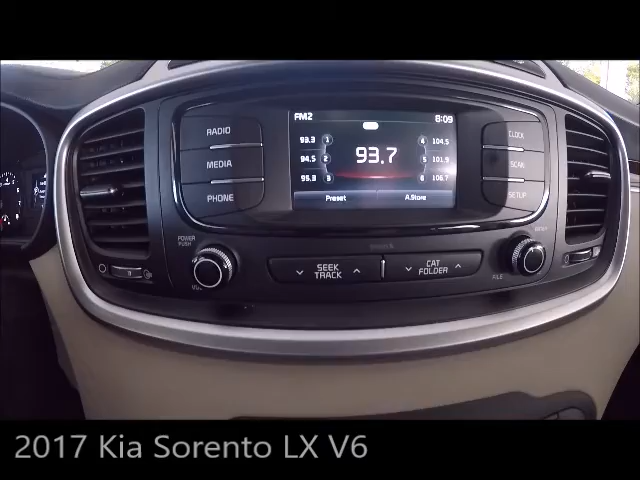 FM2 8:09
RADIO 93.3 1 4 104.5 CLOCK
MEDIA 94.5 2 93.7 5 101.9 SCAN
PHONE 95.3 3 6 106.7 SETUP
Preset A.Store
POWER
PUSH
VOL
SEEK
TRACK
CAT
FOLDER
FILE
2017 Kia Sorento LX V6